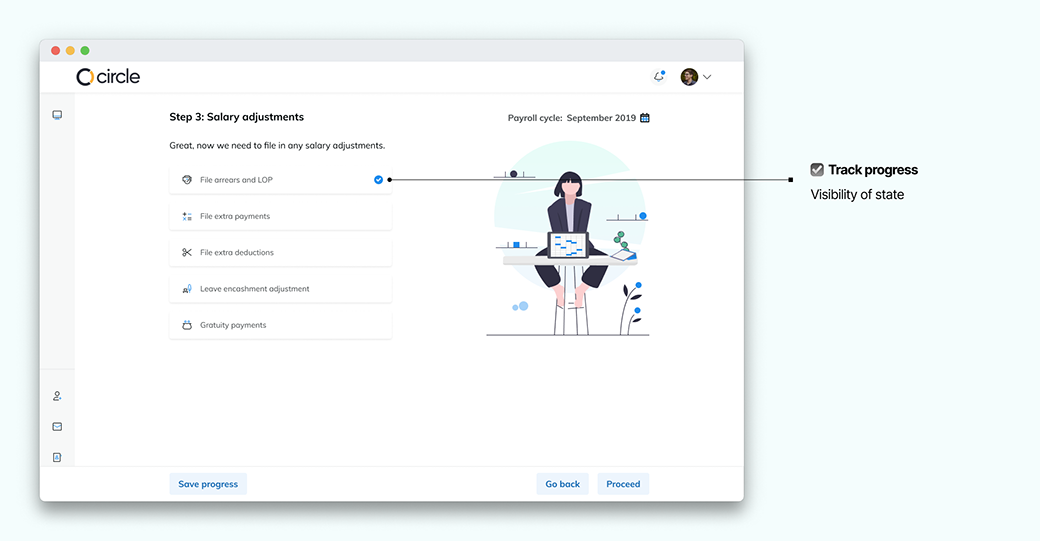 circle
Step 3: Salary adjustments
Payroll cycle: September 2019
Great, now we need to file in any salary adjustments.
File arrears and LOP
File extra payments
File extra deductions
Leave encashment adjustment
Gratuity payments
Save progress
Go back
Proceed
Track progress
Visibility of state